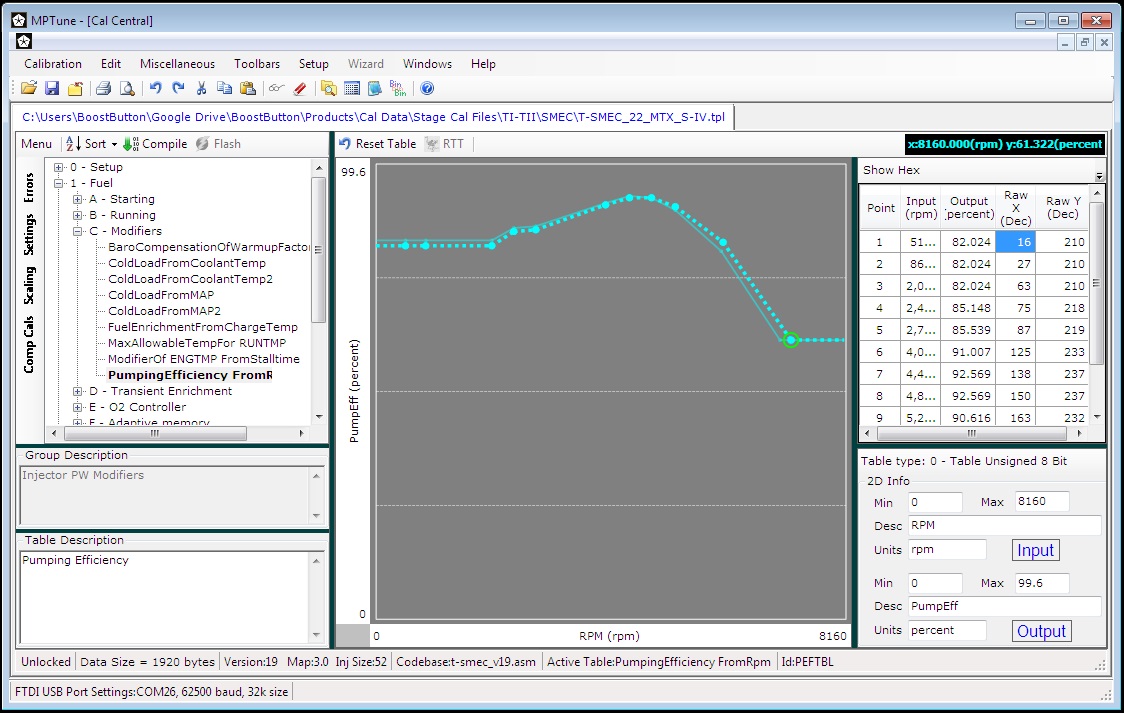 MPTune - [Cal Central]
Calibration Edit Miscellaneous Toolbars Setup Wizard Windows Help
C:\Users\BoostButton\Google Drive\BoostButton\Products\Cal Data\Stage Cal Files\TI-TII\SMEC\T-SMEC_22_MTX_S-IV.tpl
Menu Sort Compile Flash
Errors
Settings
Scaling
Comp Cals
0 - Setup
1 - Fuel
A - Starting
B - Running
C - Modifiers
BaroCompensationOfWarmupFactor
ColdLoadFromCoolantTemp
ColdLoadFromCoolantTemp2
ColdLoadFromMAP
ColdLoadFromMAP2
FuelEnrichmentFromChargeTemp
MaxAllowableTempFor RUNTMP
ModifierOf ENGTMP FromStalltime
PumpingEfficiency FromR
D - Transient Enrichment
E - O2 Controller
F - Adaptive memory
Group Description
Injector PW Modifiers
Table Description
Pumping Efficiency
Reset Table RTT
x:8160.000(rpm) y:61.322(percent
99.6
PumpEff (percent)
0
0 RPM (rpm) 8160
Show Hex
Point Input (rpm) Output (percent) Raw X (Dec) Raw Y (Dec)
1 51... 82.024 16 210
2 86... 82.024 27 210
3 2,0... 82.024 63 210
4 2,4... 85.148 75 218
5 2,7... 85.539 87 219
6 4,0... 91.007 125 233
7 4,4... 92.569 138 237
8 4,8... 92.569 150 237
9 5,2... 90.616 163 232
Table type: 0 - Table Unsigned 8 Bit
2D Info
Min 0 Max 8160
Desc RPM
Units rpm Input
Min 0 Max 99.6
Desc PumpEff
Units percent Output
Unlocked Data Size = 1920 bytes Version:19 Map:3.0 Inj Size:52 Codebase:t-smec_v19.asm Active Table:PumpingEfficiency FromRpm Id:PEFTBL
FTDI USB Port Settings:COM26, 62500 baud, 32k size